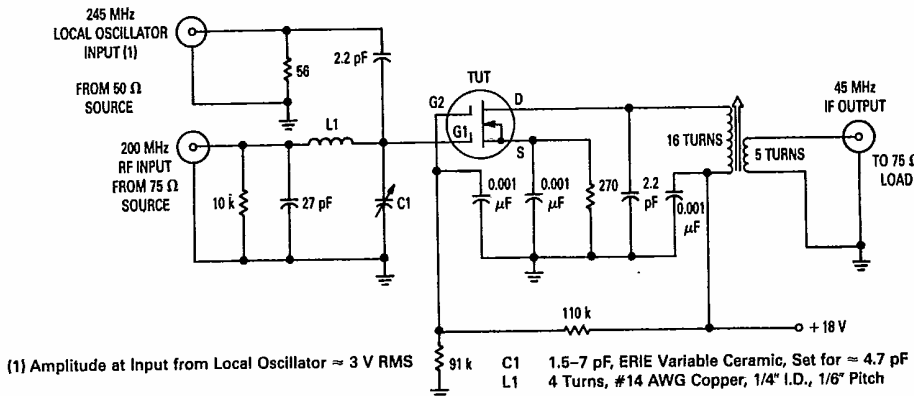 245 MHz
LOCAL OSCILLATOR
INPUT (1)
FROM 50 Ω
SOURCE
56
2.2 pF
TUT
G2
D
G1
S
L1
200 MHz
RF INPUT
FROM 75 Ω
SOURCE
10 k
27 pF
C1
0.001
μF
0.001
μF
270
2.2
pF
0.001
μF
16 TURNS
5 TURNS
45 MHz
IF OUTPUT
TO 75 Ω
LOAD
110 k
+ 18 V
91 k
(1) Amplitude at Input from Local Oscillator ≈ 3 V RMS
C1 1.5–7 pF, ERIE Variable Ceramic, Set for ≈ 4.7 pF
L1 4 Turns, #14 AWG Copper, 1/4" I.D., 1/6" Pitch